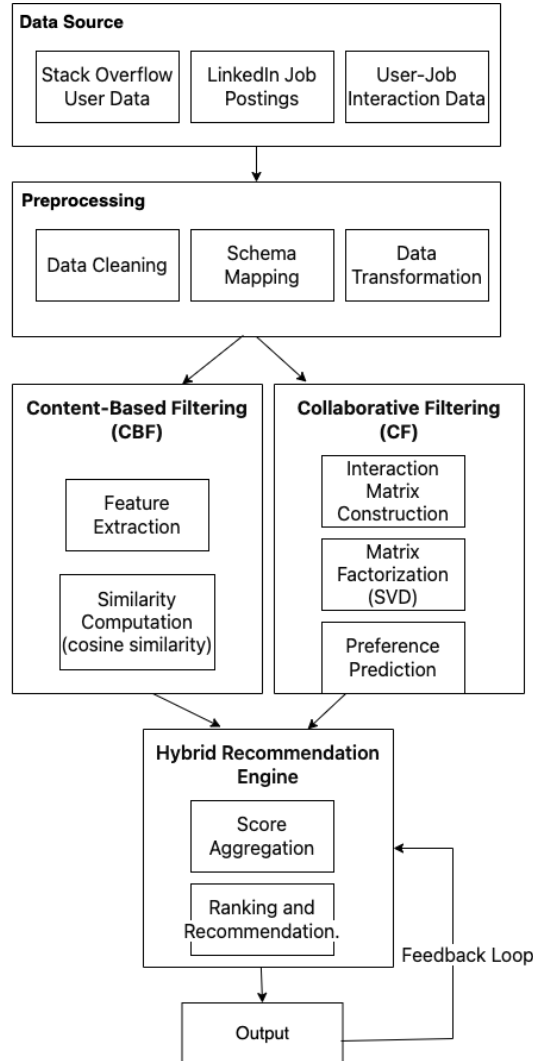 Data Source
Stack Overflow
User Data
LinkedIn Job
Postings
User-Job
Interaction Data
Preprocessing
Data Cleaning
Schema
Mapping
Data
Transformation
Content-Based Filtering
(CBF)
Feature
Extraction
Similarity
Computation
(cosine similarity)
Collaborative Filtering
(CF)
Interaction
Matrix
Construction
Matrix
Factorization
(SVD)
Preference
Prediction
Hybrid Recommendation
Engine
Score
Aggregation
Ranking and
Recommendation.
Feedback Loop
Output